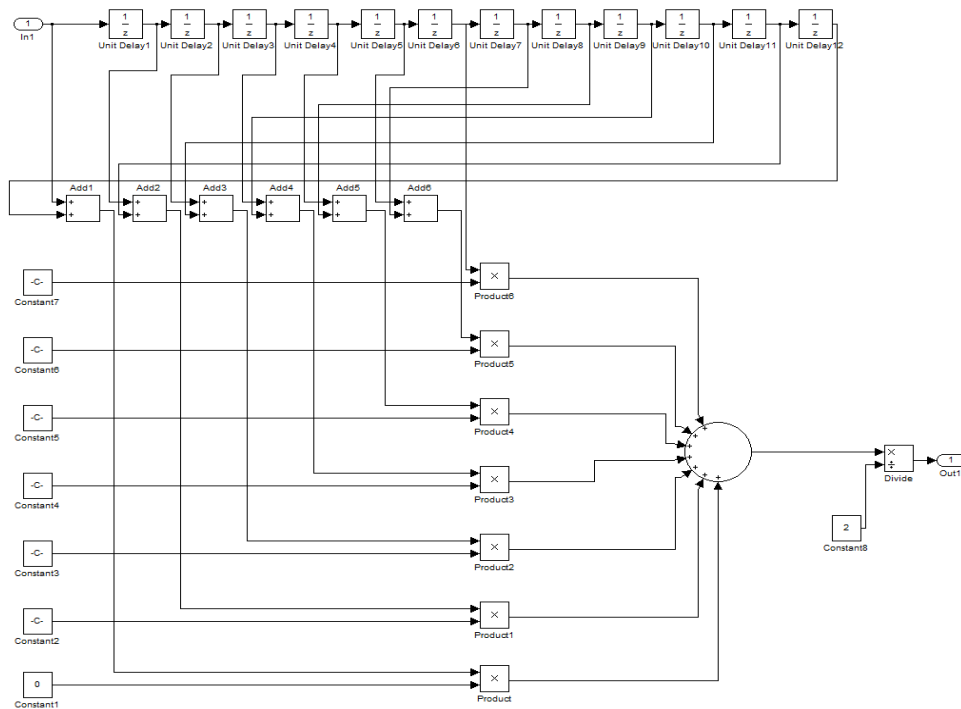 1
In1
1
z
Unit Delay1
1
z
Unit Delay2
1
z
Unit Delay3
1
z
Unit Delay4
1
z
Unit Delay5
1
z
Unit Delay6
1
z
Unit Delay7
1
z
Unit Delay8
1
z
Unit Delay9
1
z
Unit Delay10
1
z
Unit Delay11
1
z
Unit Delay12
Add1
+
+
Add2
+
+
Add3
+
+
Add4
+
+
Add5
+
+
Add6
+
+
-C-
Constant7
×
Product6
-C-
Constant6
×
Product5
-C-
Constant5
×
Product4
-C-
Constant4
×
Product3
-C-
Constant3
×
Product2
-C-
Constant2
×
Product1
0
Constant1
×
Product
+
+
+
+
+
+
+
×
÷
Divide
2
Constant8
1
Out1